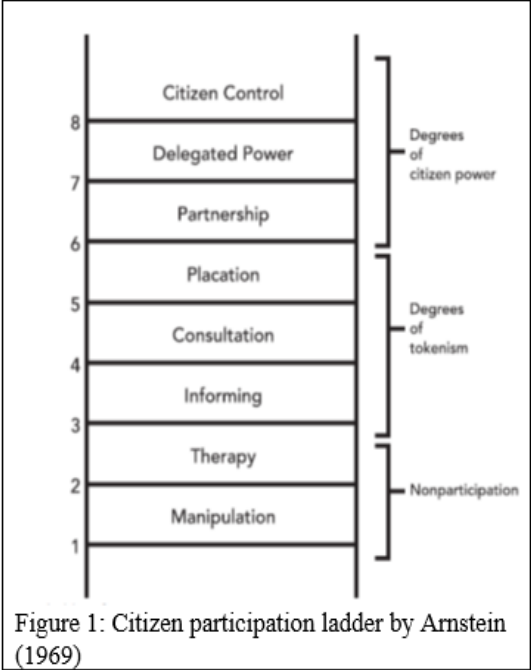 Citizen Control
8
Delegated Power
7
Partnership
6
Placation
5
Consultation
4
Informing
3
Therapy
2
Manipulation
1
Degrees
of
citizen power
Degrees
of
tokenism
Nonparticipation
Figure 1: Citizen participation ladder by Arnstein
(1969)